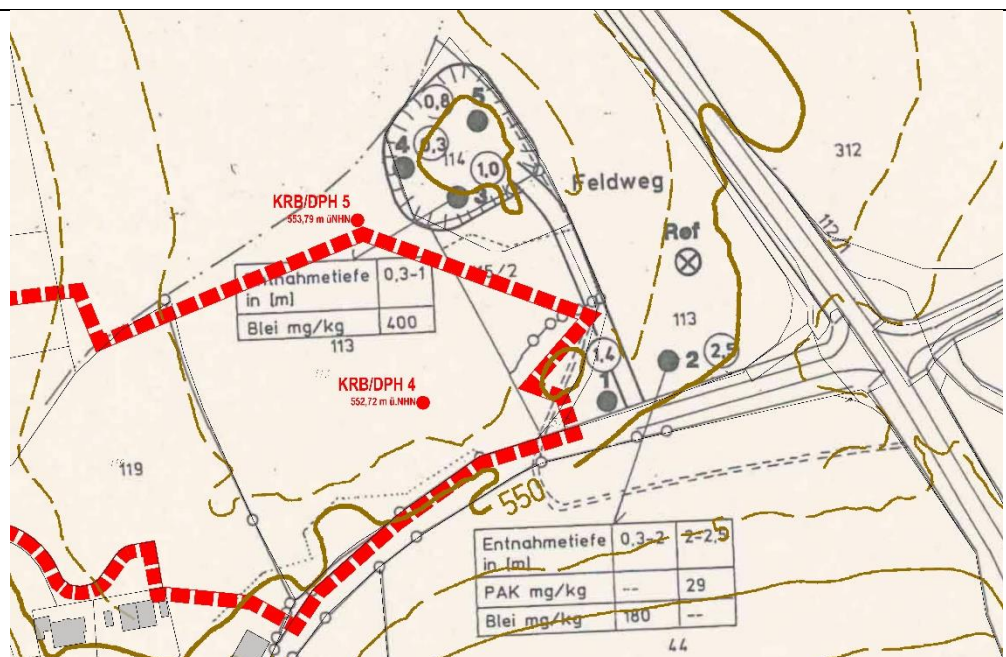 5
0,8
4
0,3
114
1,0
3
312
Feldweg
112/1
KRB/DPH 5
553,79 m üNHN
Ref
Entnahmetiefe 0,3-1
in [m]
Blei mg/kg 400
113
113
1,4
2
2,5
1
KRB/DPH 4
552,72 m ü.NHN
119
550
Entnahmetiefe 0,3-2 2-2,5
in [m]
PAK mg/kg -- 29
Blei mg/kg 180 --
44